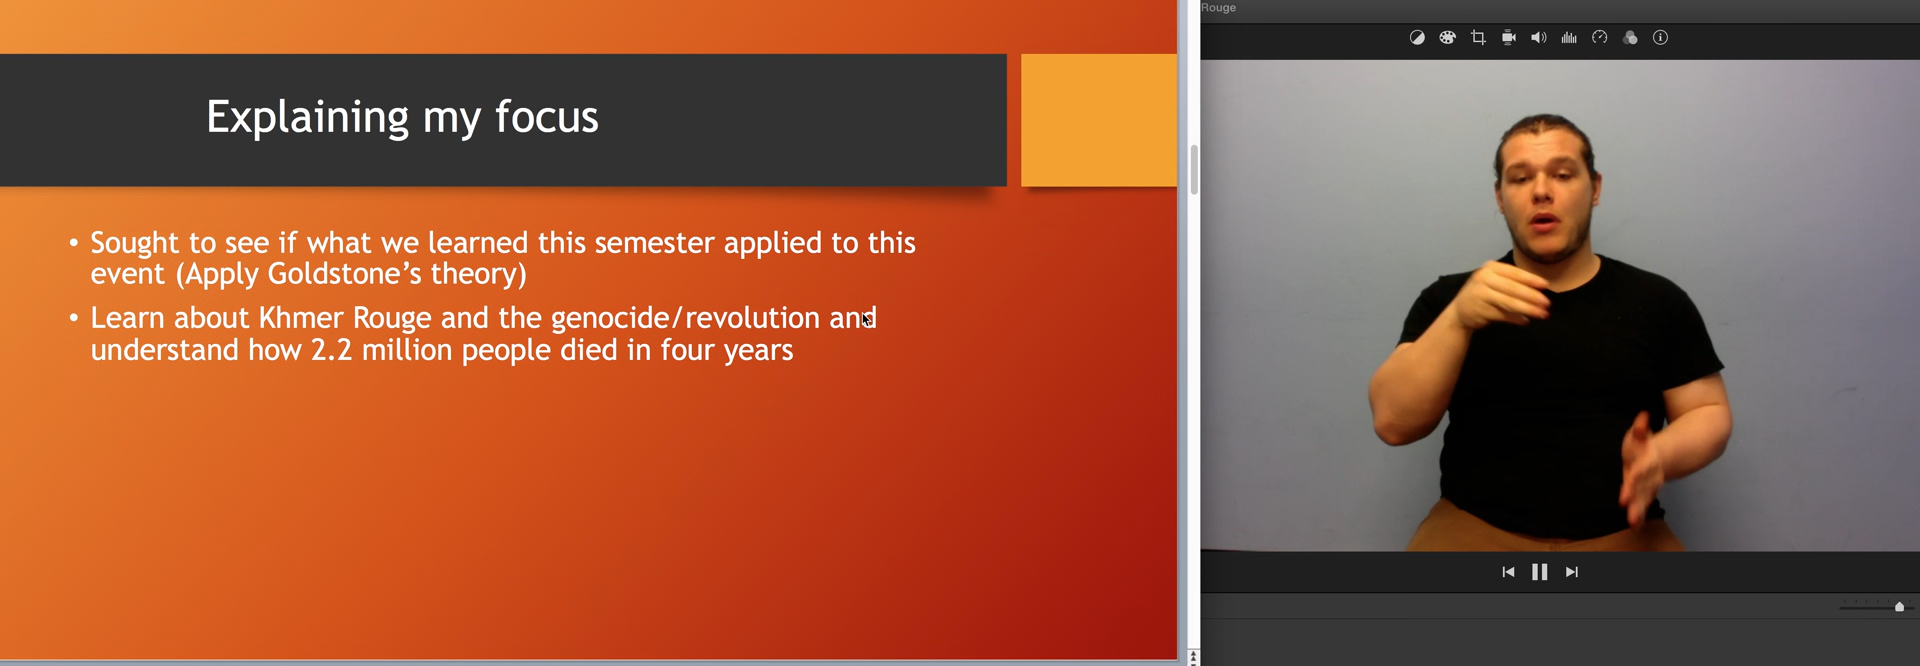 Explaining my focus
• Sought to see if what we learned this semester applied to this
event (Apply Goldstone’s theory)
• Learn about Khmer Rouge and the genocide/revolution and
understand how 2.2 million people died in four years
Rouge